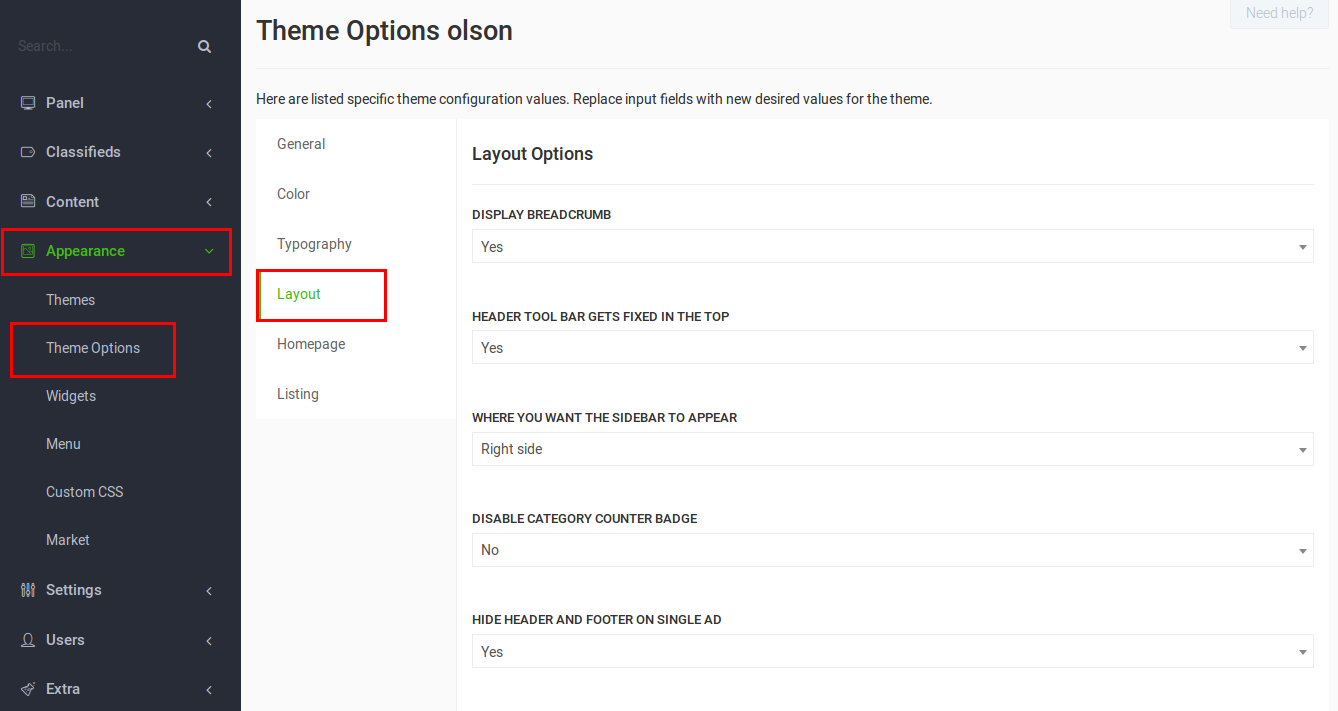 Search...
Panel
Classifieds
Content
Appearance
Themes
Theme Options
Widgets
Menu
Custom CSS
Market
Settings
Users
Extra
Need help?
Theme Options olson
Here are listed specific theme configuration values. Replace input fields with new desired values for the theme.
General
Color
Typography
Layout
Homepage
Listing
Layout Options
DISPLAY BREADCRUMB
Yes
HEADER TOOL BAR GETS FIXED IN THE TOP
Yes
WHERE YOU WANT THE SIDEBAR TO APPEAR
Right side
DISABLE CATEGORY COUNTER BADGE
No
HIDE HEADER AND FOOTER ON SINGLE AD
Yes